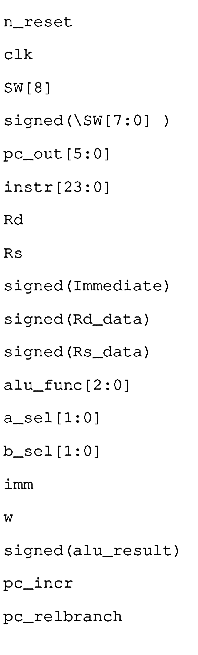 n_reset
clk
SW[8]
signed(\SW[7:0] )
pc_out[5:0]
instr[23:0]
Rd
Rs
signed(Immediate)
signed(Rd_data)
signed(Rs_data)
alu_func[2:0]
a_sel[1:0]
b_sel[1:0]
imm
w
signed(alu_result)
pc_incr
pc_relbranch